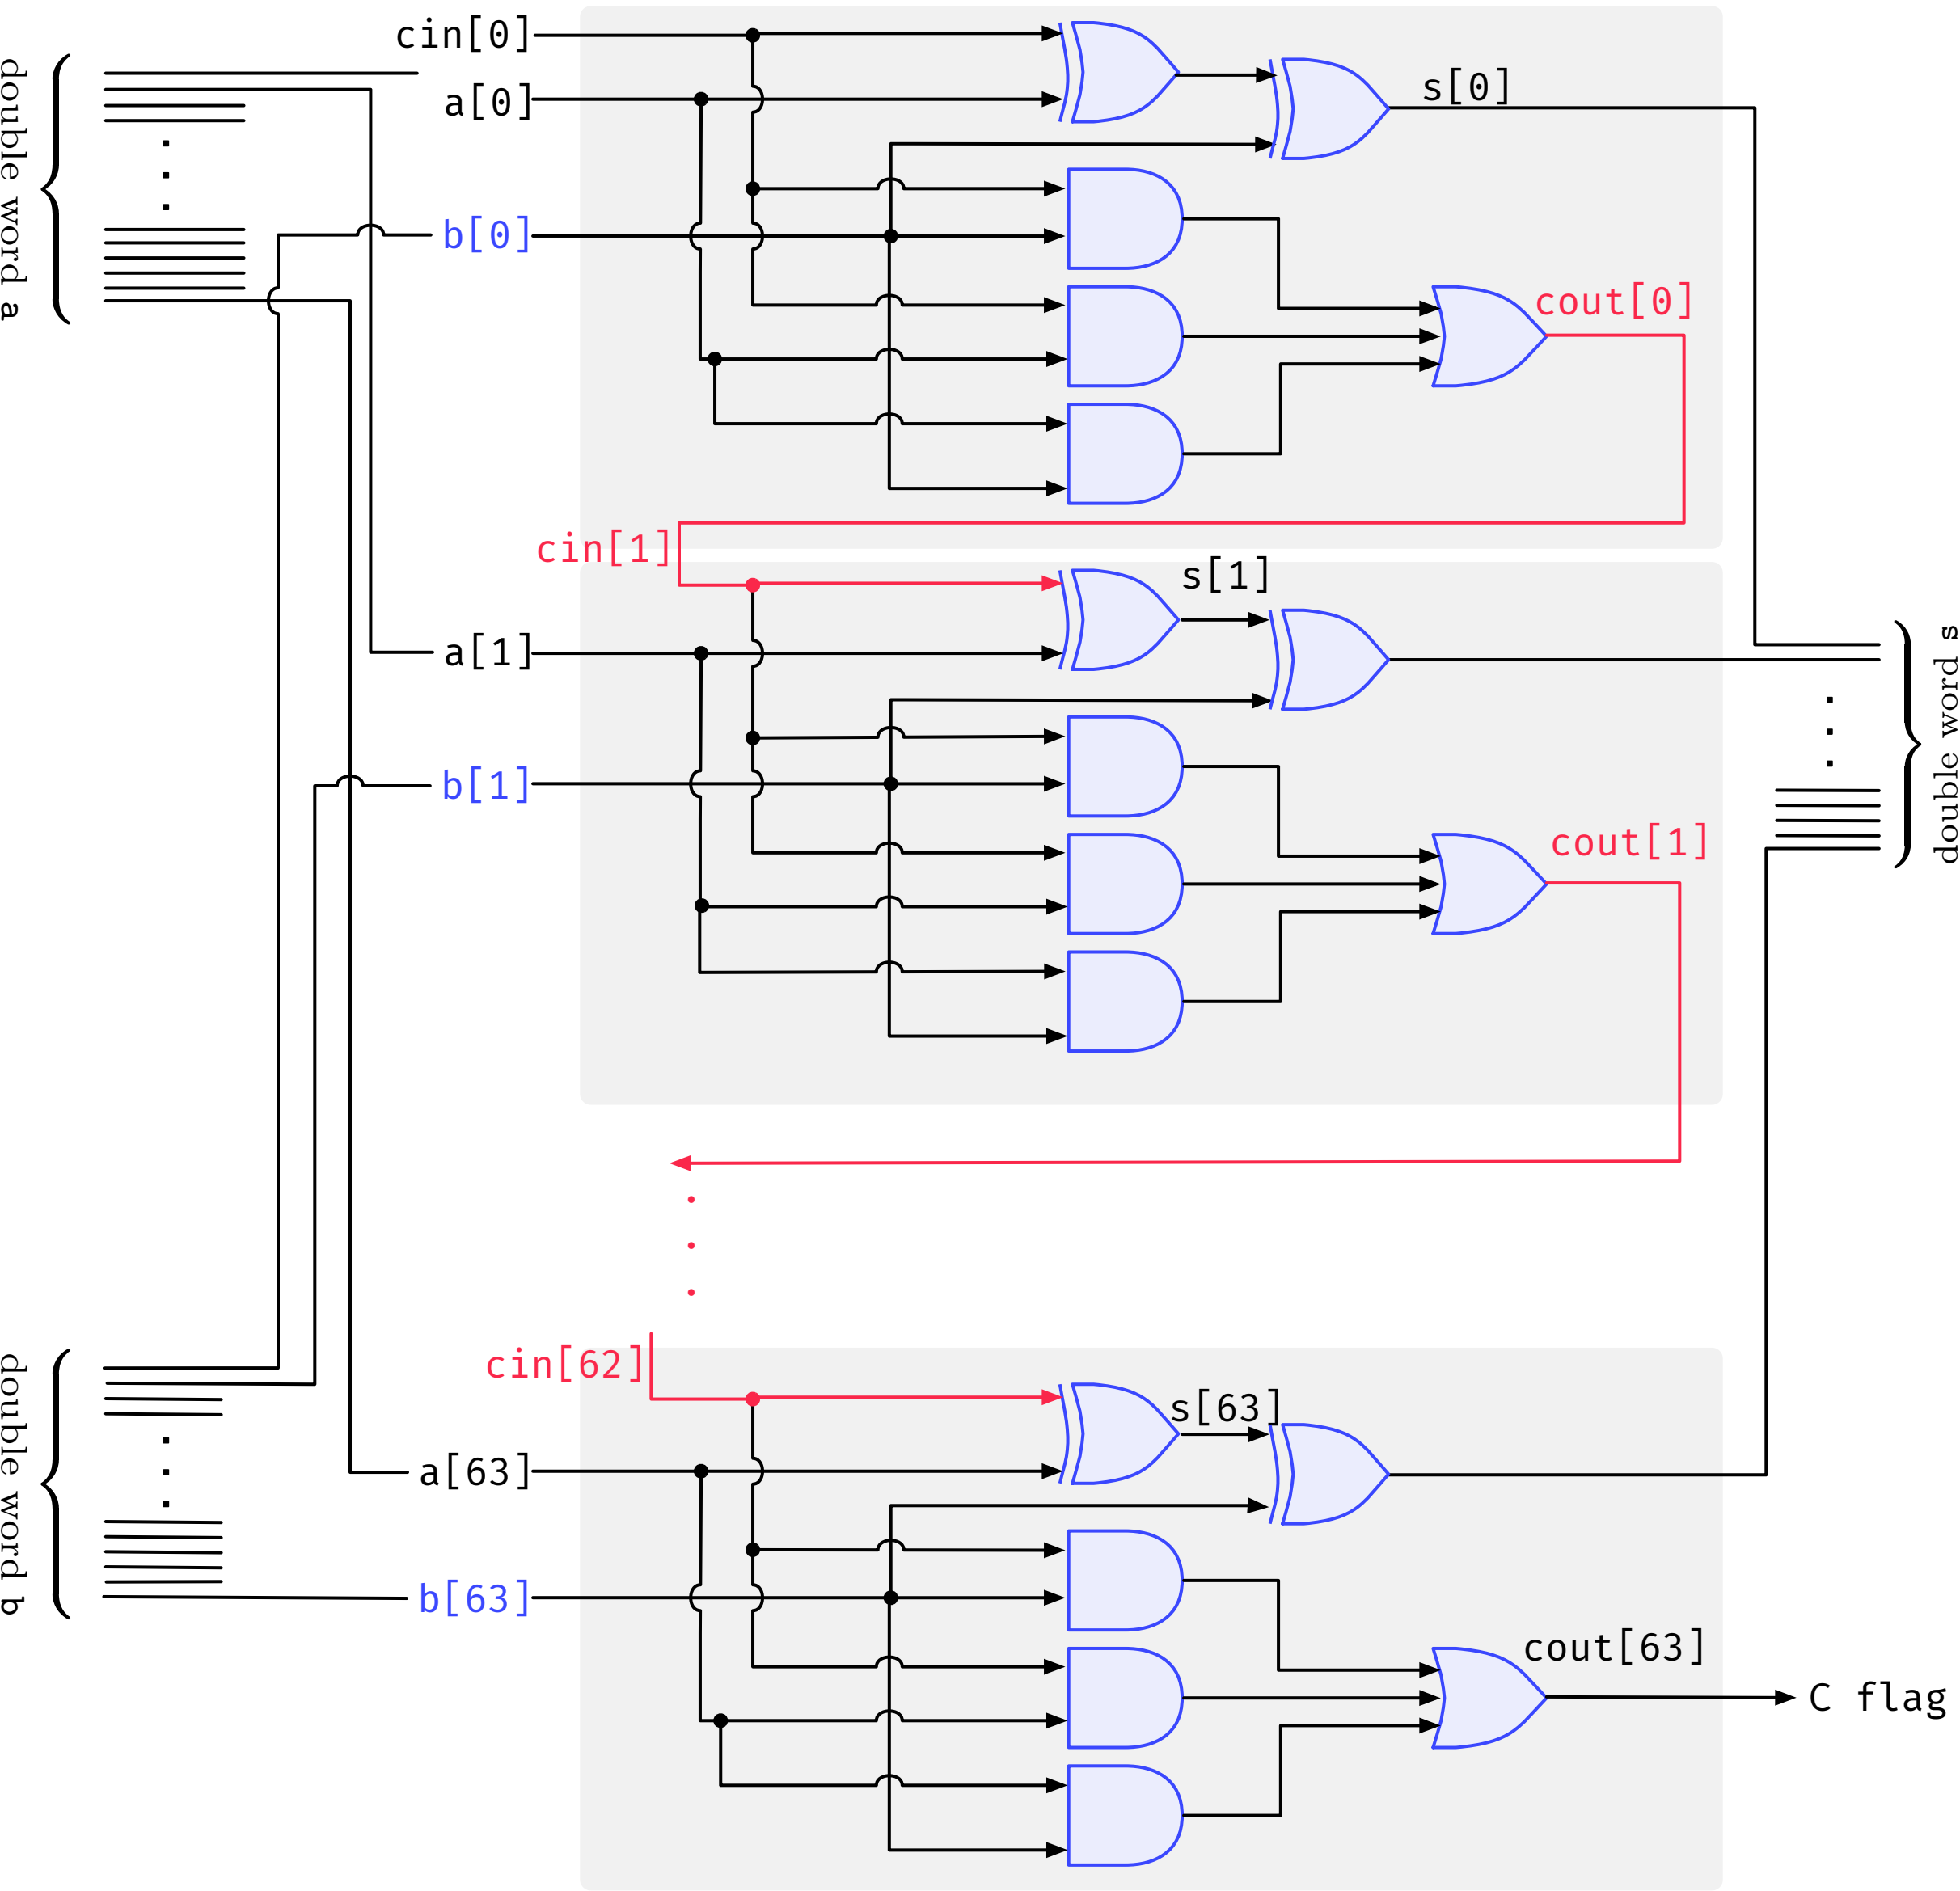 cin[0]
a[0]
s[0]
double word a
b[0]
cout[0]
cin[1]
s[1]
a[1]
double word s
b[1]
cout[1]
cin[62]
s[63]
double word b
a[63]
b[63]
cout[63]
C flag